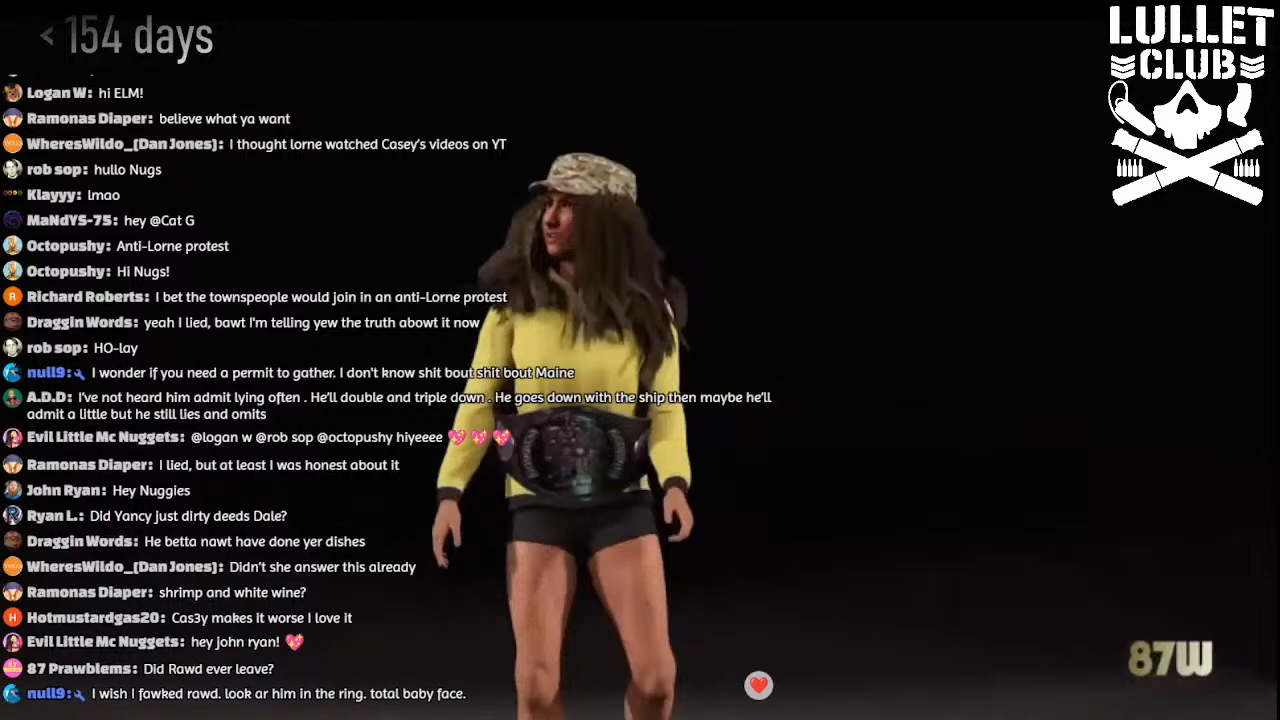 < 154 days
LULLET
CLUB
Logan W: hi ELM!
Ramonas Diaper: believe what ya want
WheresWildo_(Dan Jones): I thought lorne watched Casey's videos on YT
rob sop: hullo Nugs
Klayyy: lmao
MaNdYS-75: hey @Cat G
Octopushy: Anti-Lorne protest
Octopushy: Hi Nugs!
Richard Roberts: I bet the townspeople would join in an anti-Lorne protest
Draggin Words: yeah I lied, bawt I'm telling yew the truth abowt it now
rob sop: HO-lay
null9: I wonder if you need a permit to gather. I don't know shit bout shit bout Maine
A.D.D: I've not heard him admit lying often . He'll double and triple down . He goes down with the ship then maybe he'll
admit a little but he still lies and omits
Evil Little Mc Nuggets: @logan w @rob sop @octopushy hiyeeee 💖 💖 💖
Ramonas Diaper: I lied, but at least I was honest about it
John Ryan: Hey Nuggies
Ryan L.: Did Yancy just dirty deeds Dale?
Draggin Words: He betta nawt have done yer dishes
WheresWildo_(Dan Jones): Didn't she answer this already
Ramonas Diaper: shrimp and white wine?
Hotmustardgas20: Cas3y makes it worse I love it
Evil Little Mc Nuggets: hey john ryan! 💖
87 Prawblems: Did Rawd ever leave?
null9: I wish I fawked rawd. look ar him in the ring. total baby face.
87W